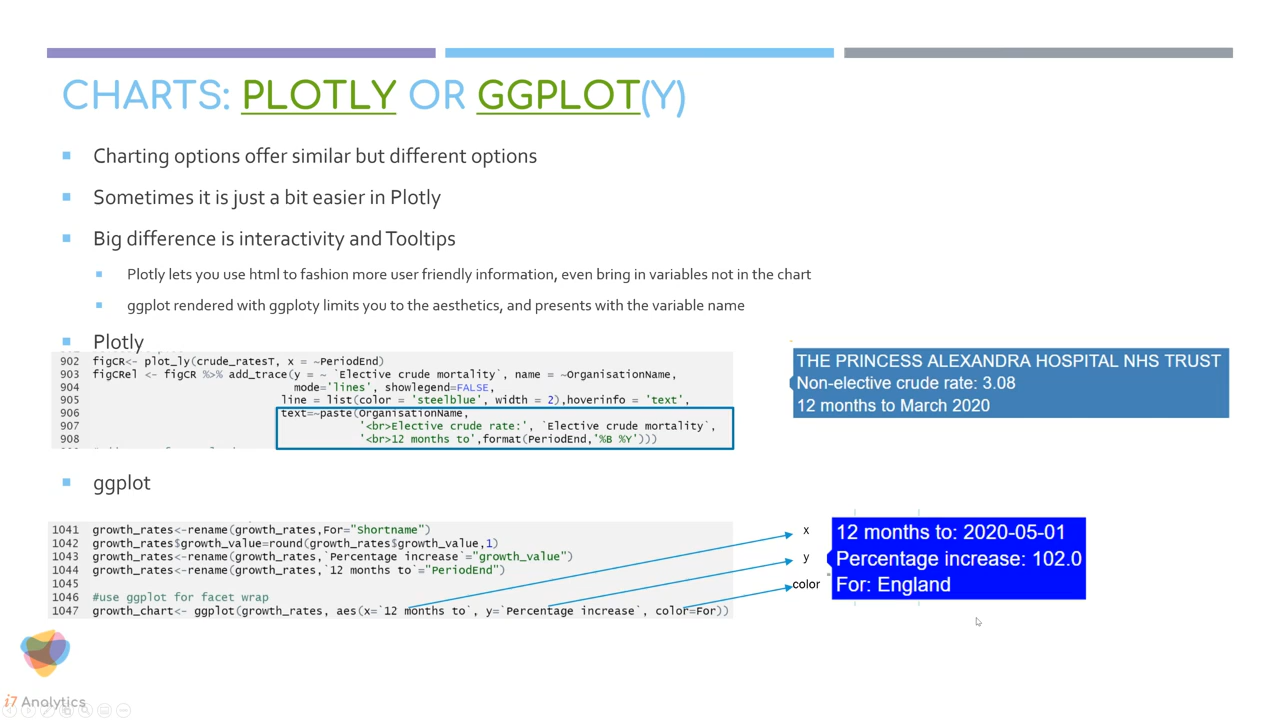 CHARTS: PLOTLY OR GGPLOT(Y)
Charting options offer similar but different options
Sometimes it is just a bit easier in Plotly
Big difference is interactivity and Tooltips
Plotly lets you use html to fashion more user friendly information, even bring in variables not in the chart
ggplot rendered with ggploty limits you to the aesthetics, and presents with the variable name
Plotly
902 figCR<- plot_ly(crude_ratesT, x = ~PeriodEnd)
903 figCRel <- figCR %>% add_trace(y = ~ `Elective crude mortality`, name = ~OrganisationName,
904 mode='lines', showlegend=FALSE,
905 line = list(color = 'steelblue', width = 2),hoverinfo = 'text',
906 text=~paste(OrganisationName,
907 '<br>Elective crude rate:', `Elective crude mortality`,
908 '<br>12 months to',format(PeriodEnd,'%B %Y')))
THE PRINCESS ALEXANDRA HOSPITAL NHS TRUST
Non-elective crude rate: 3.08
12 months to March 2020
ggplot
1041 growth_rates<-rename(growth_rates,For="Shortname")
1042 growth_rates$growth_value=round(growth_rates$growth_value,1)
1043 growth_rates<-rename(growth_rates,`Percentage increase`="growth_value")
1044 growth_rates<-rename(growth_rates,`12 months to`="PeriodEnd")
1045
1046 #use ggplot for facet wrap
1047 growth_chart<- ggplot(growth_rates, aes(x=`12 months to`, y=`Percentage increase`, color=For))
x
y
color
12 months to: 2020-05-01
Percentage increase: 102.0
For: England
i7 Analytics